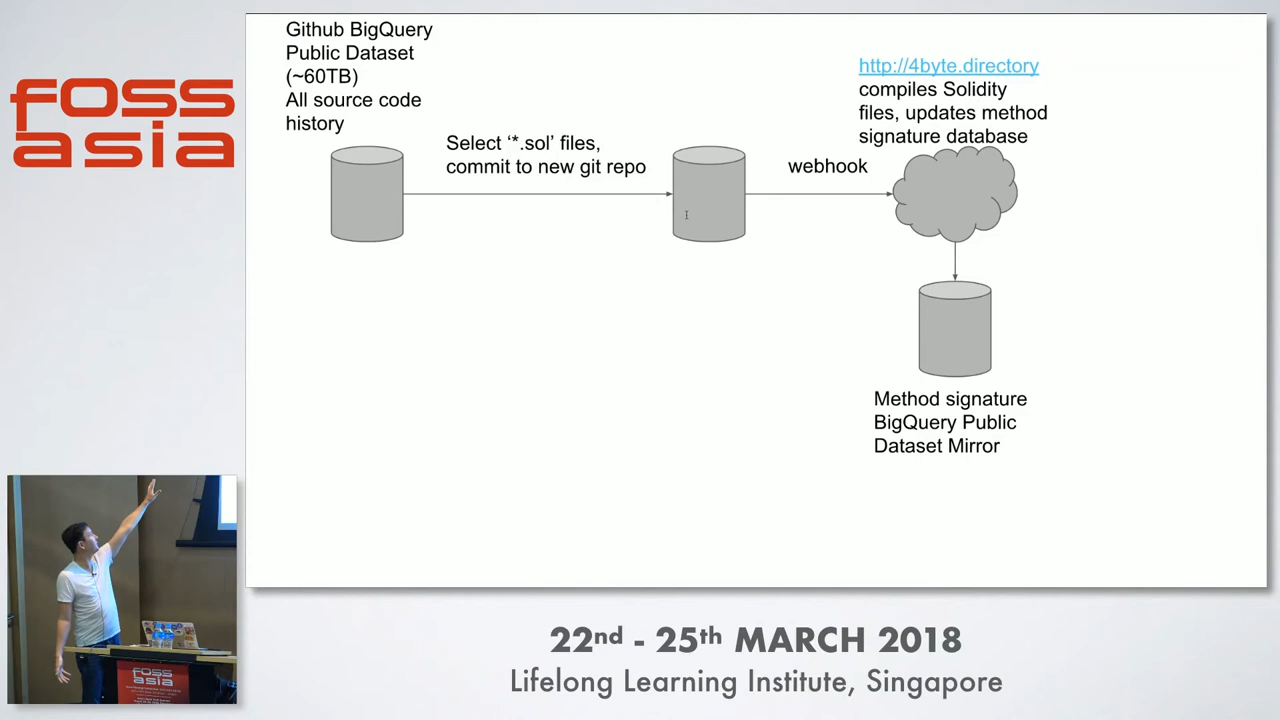 foss
asia
Github BigQuery
Public Dataset
(~60TB)
All source code
history
Select ‘*.sol’ files,
commit to new git repo
webhook
http://4byte.directory
compiles Solidity
files, updates method
signature database
Method signature
BigQuery Public
Dataset Mirror
FOSS
ASIA
22nd - 25th MARCH 2018
Lifelong Learning Institute, Singapore